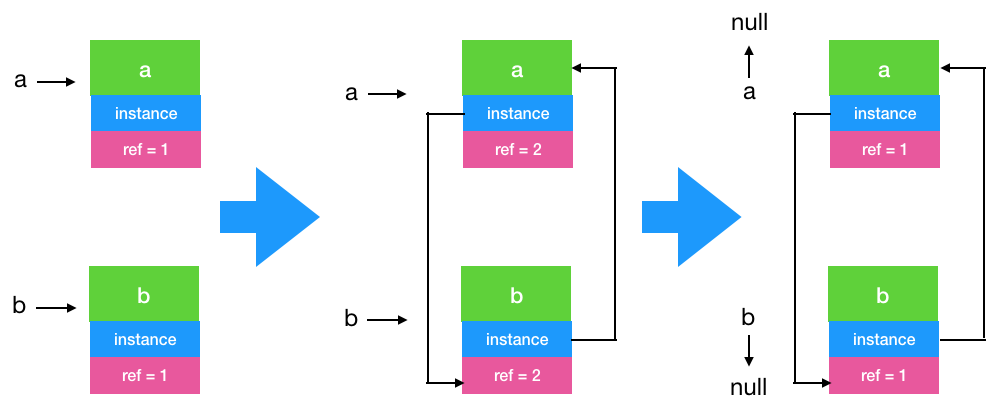 a
a
instance
ref = 1
b
b
instance
ref = 1
a
a
instance
ref = 2
b
b
instance
ref = 2
null
a
a
instance
ref = 1
b
null
b
instance
ref = 1